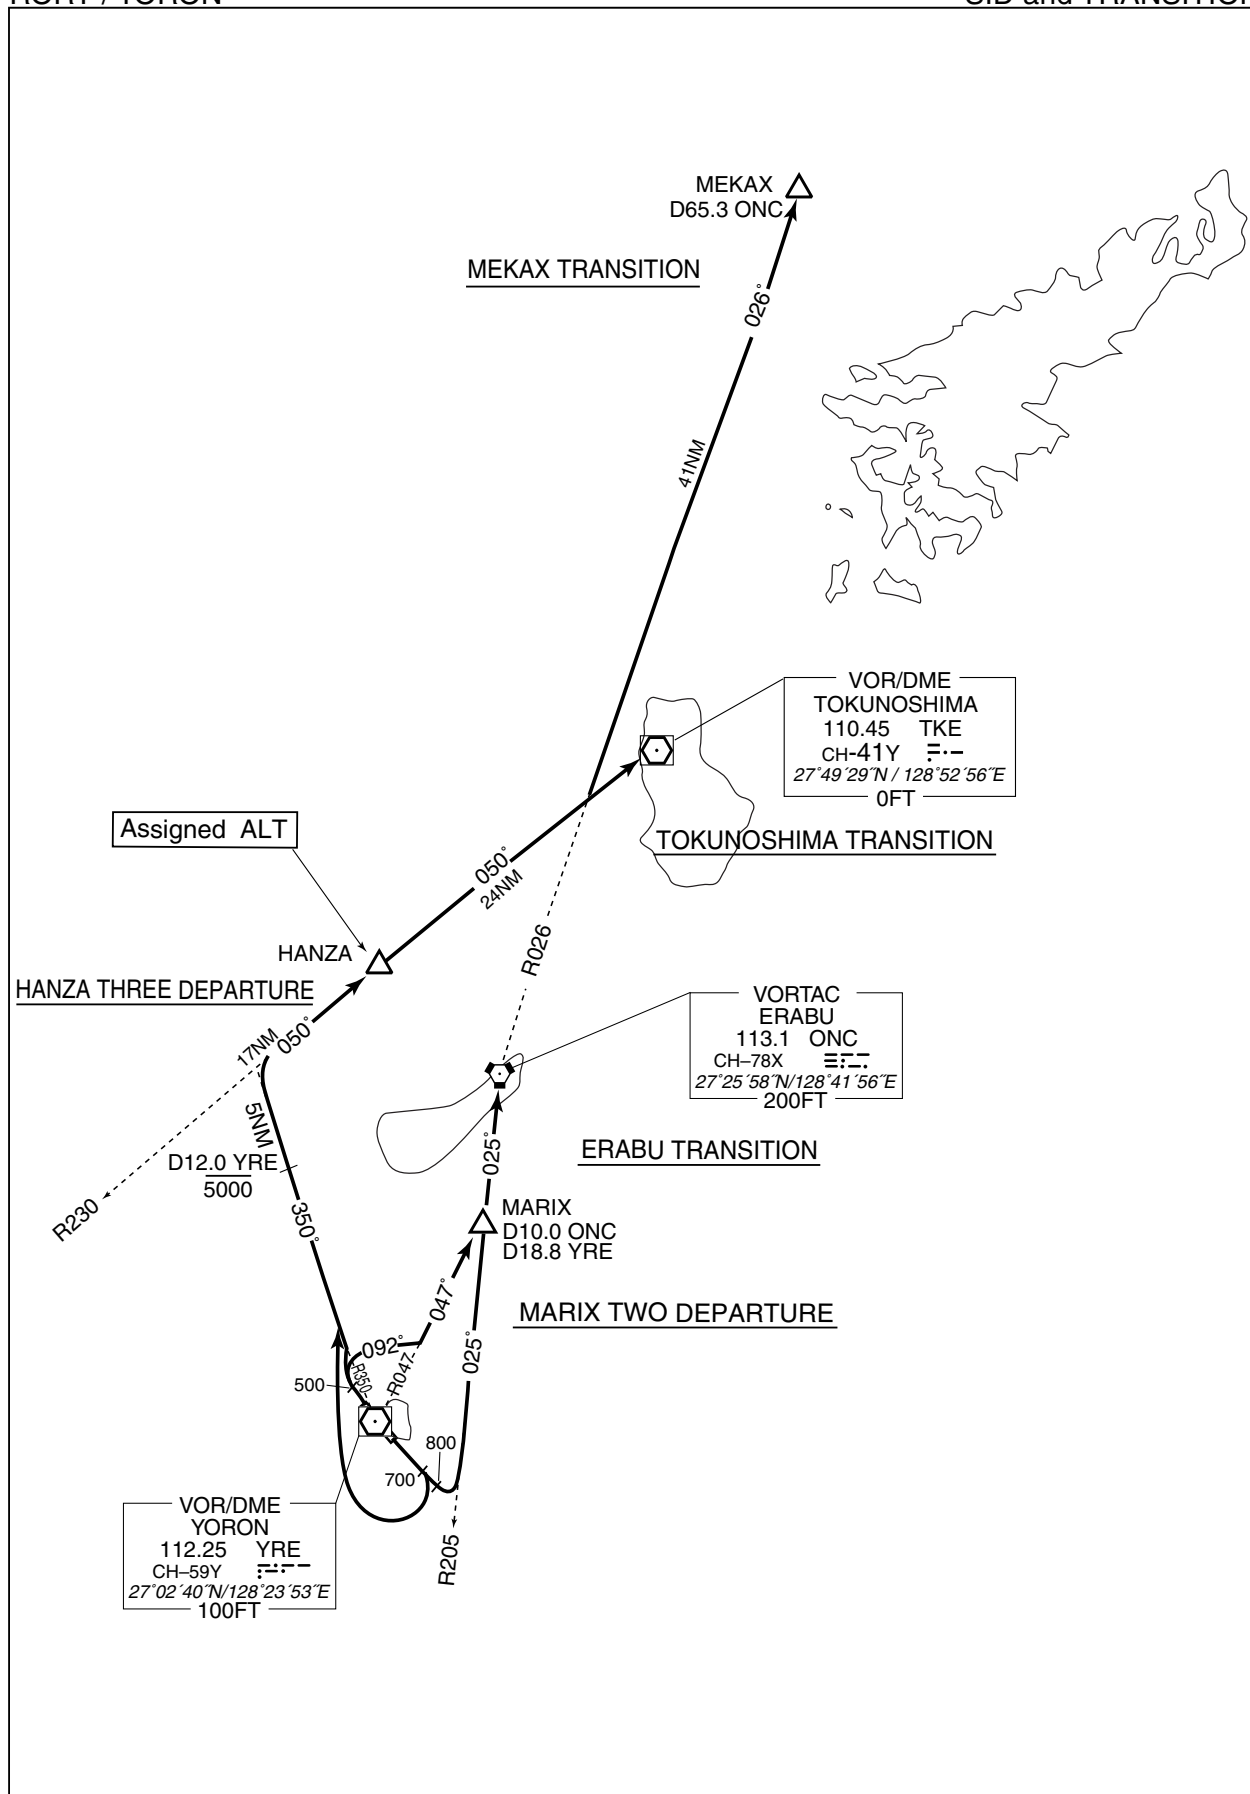 RORY / YORON
SID and TRANSITION
MEKAX
D65.3 ONC
MEKAX TRANSITION
026°
41NM
VOR/DME
TOKUNOSHIMA
110.45 TKE
CH-41Y
27°49´29˝N / 128°52´56˝E
0FT
Assigned ALT
TOKUNOSHIMA TRANSITION
050°
24NM
HANZA
R026
HANZA THREE DEPARTURE
VORTAC
ERABU
113.1 ONC
CH–78X
27°25´58˝N/128°41´56˝E
200FT
17NM
050°
5NM
025°
ERABU TRANSITION
D12.0 YRE
5000
R230
350°
MARIX
D10.0 ONC
D18.8 YRE
047°
MARIX TWO DEPARTURE
092°
025°
R350
R047
500
800
700
VOR/DME
YORON
112.25 YRE
CH–59Y
27°02´40˝N/128°23´53˝E
100FT
R205